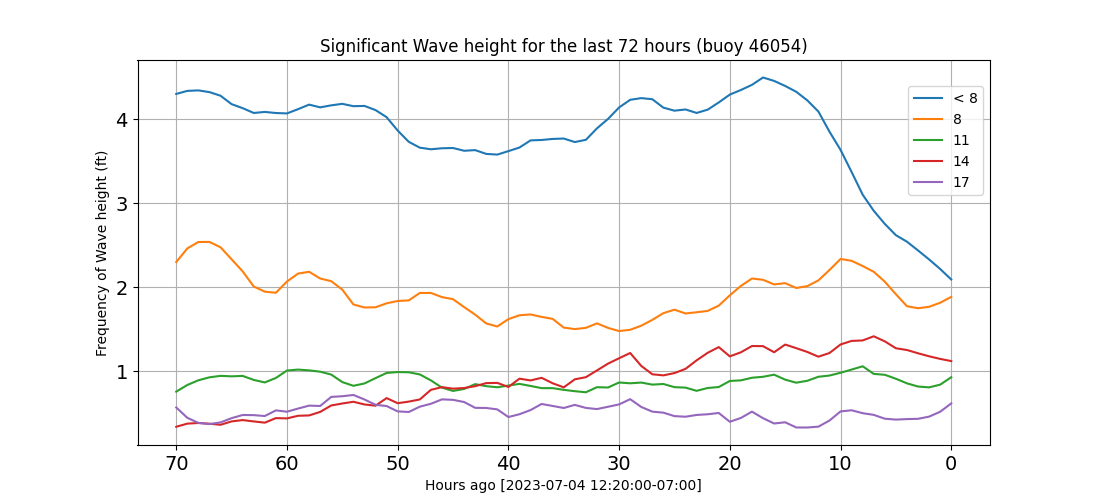 Significant Wave height for the last 72 hours (buoy 46054)
Frequency of Wave height (ft)
4
3
2
1
< 8
8
11
14
17
70 60 50 40 30 20 10 0
Hours ago [2023-07-04 12:20:00-07:00]